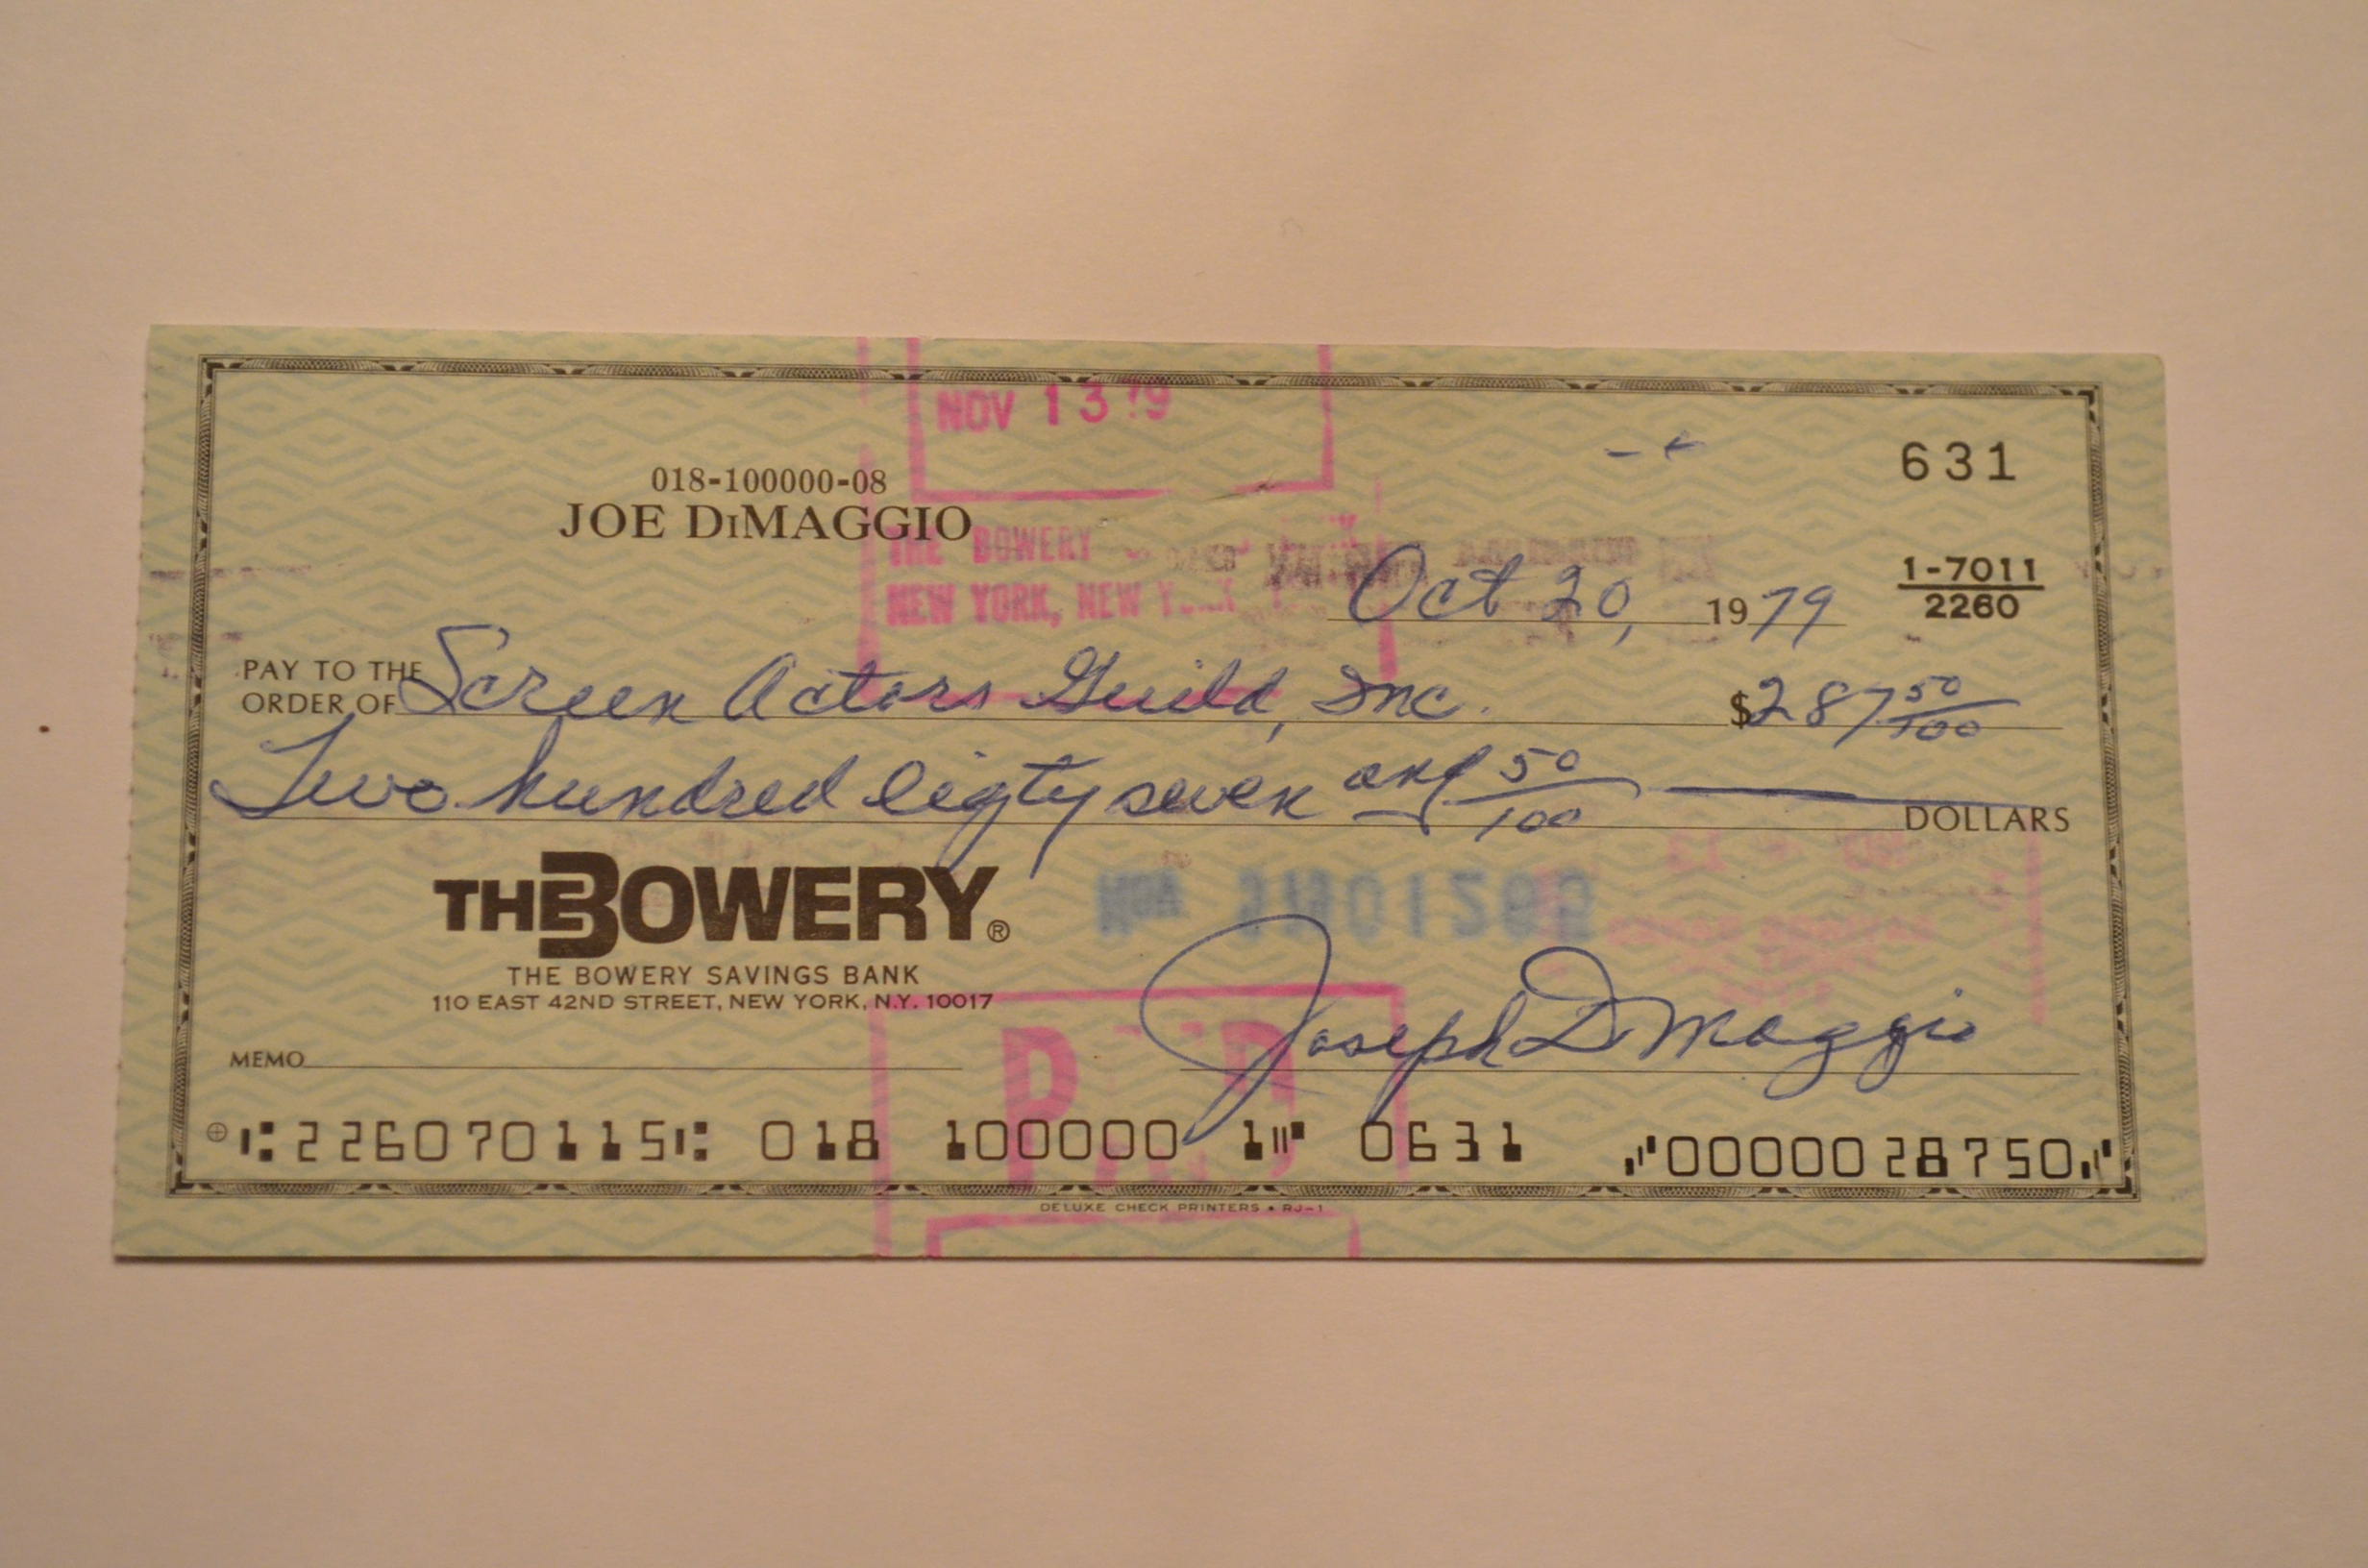 NOV 13 '79
631
018-100000-08
JOE DiMAGGIO
THE BOWERY
NEW YORK, NEW
Oct 20, 1979
1-7011
2260
PAY TO THE
ORDER OF Screen Actors Guild, Inc. $287 50/100
Two hundred eigty seven and 50/100 DOLLARS
THE BOWERY®
THE BOWERY SAVINGS BANK
110 EAST 42ND STREET, NEW YORK, N.Y. 10017
Joseph DiMaggio
MEMO
PAID
⑆226070115⑆ 018 100000 1⑈ 0631 ⑈0000028750⑈
DELUXE CHECK PRINTERS • RJ-1